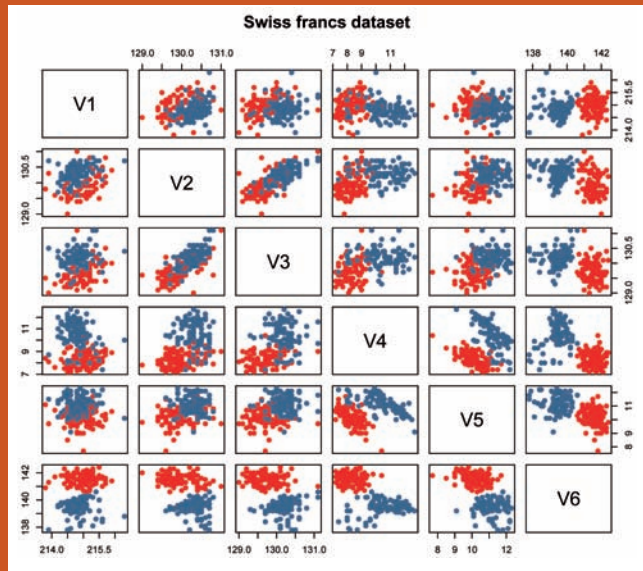 Swiss francs dataset
129.0 130.0 131.0
7 8 9 11
138 140 142
V1
214.0 215.5
129.0 130.5
V2
V3
129.0 130.5
7 9 11
V4
V5
8 9 11
138 140 142
V6
214.0 215.5
129.0 130.0 131.0
8 9 10 12